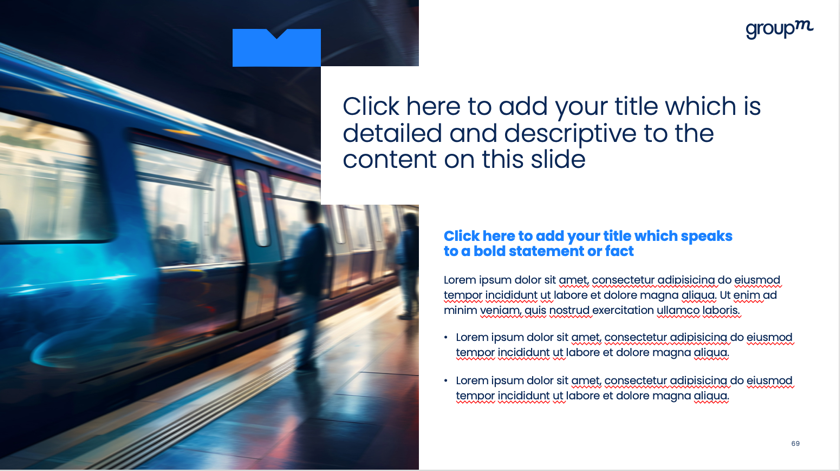 groupm
Click here to add your title which is
detailed and descriptive to the
content on this slide
Click here to add your title which speaks
to a bold statement or fact
Lorem ipsum dolor sit amet, consectetur adipisicing do eiusmod
tempor incididunt ut labore et dolore magna aliqua. Ut enim ad
minim veniam, quis nostrud exercitation ullamco laboris.
• Lorem ipsum dolor sit amet, consectetur adipisicing do eiusmod
tempor incididunt ut labore et dolore magna aliqua.
• Lorem ipsum dolor sit amet, consectetur adipisicing do eiusmod
tempor incididunt ut labore et dolore magna aliqua.
69